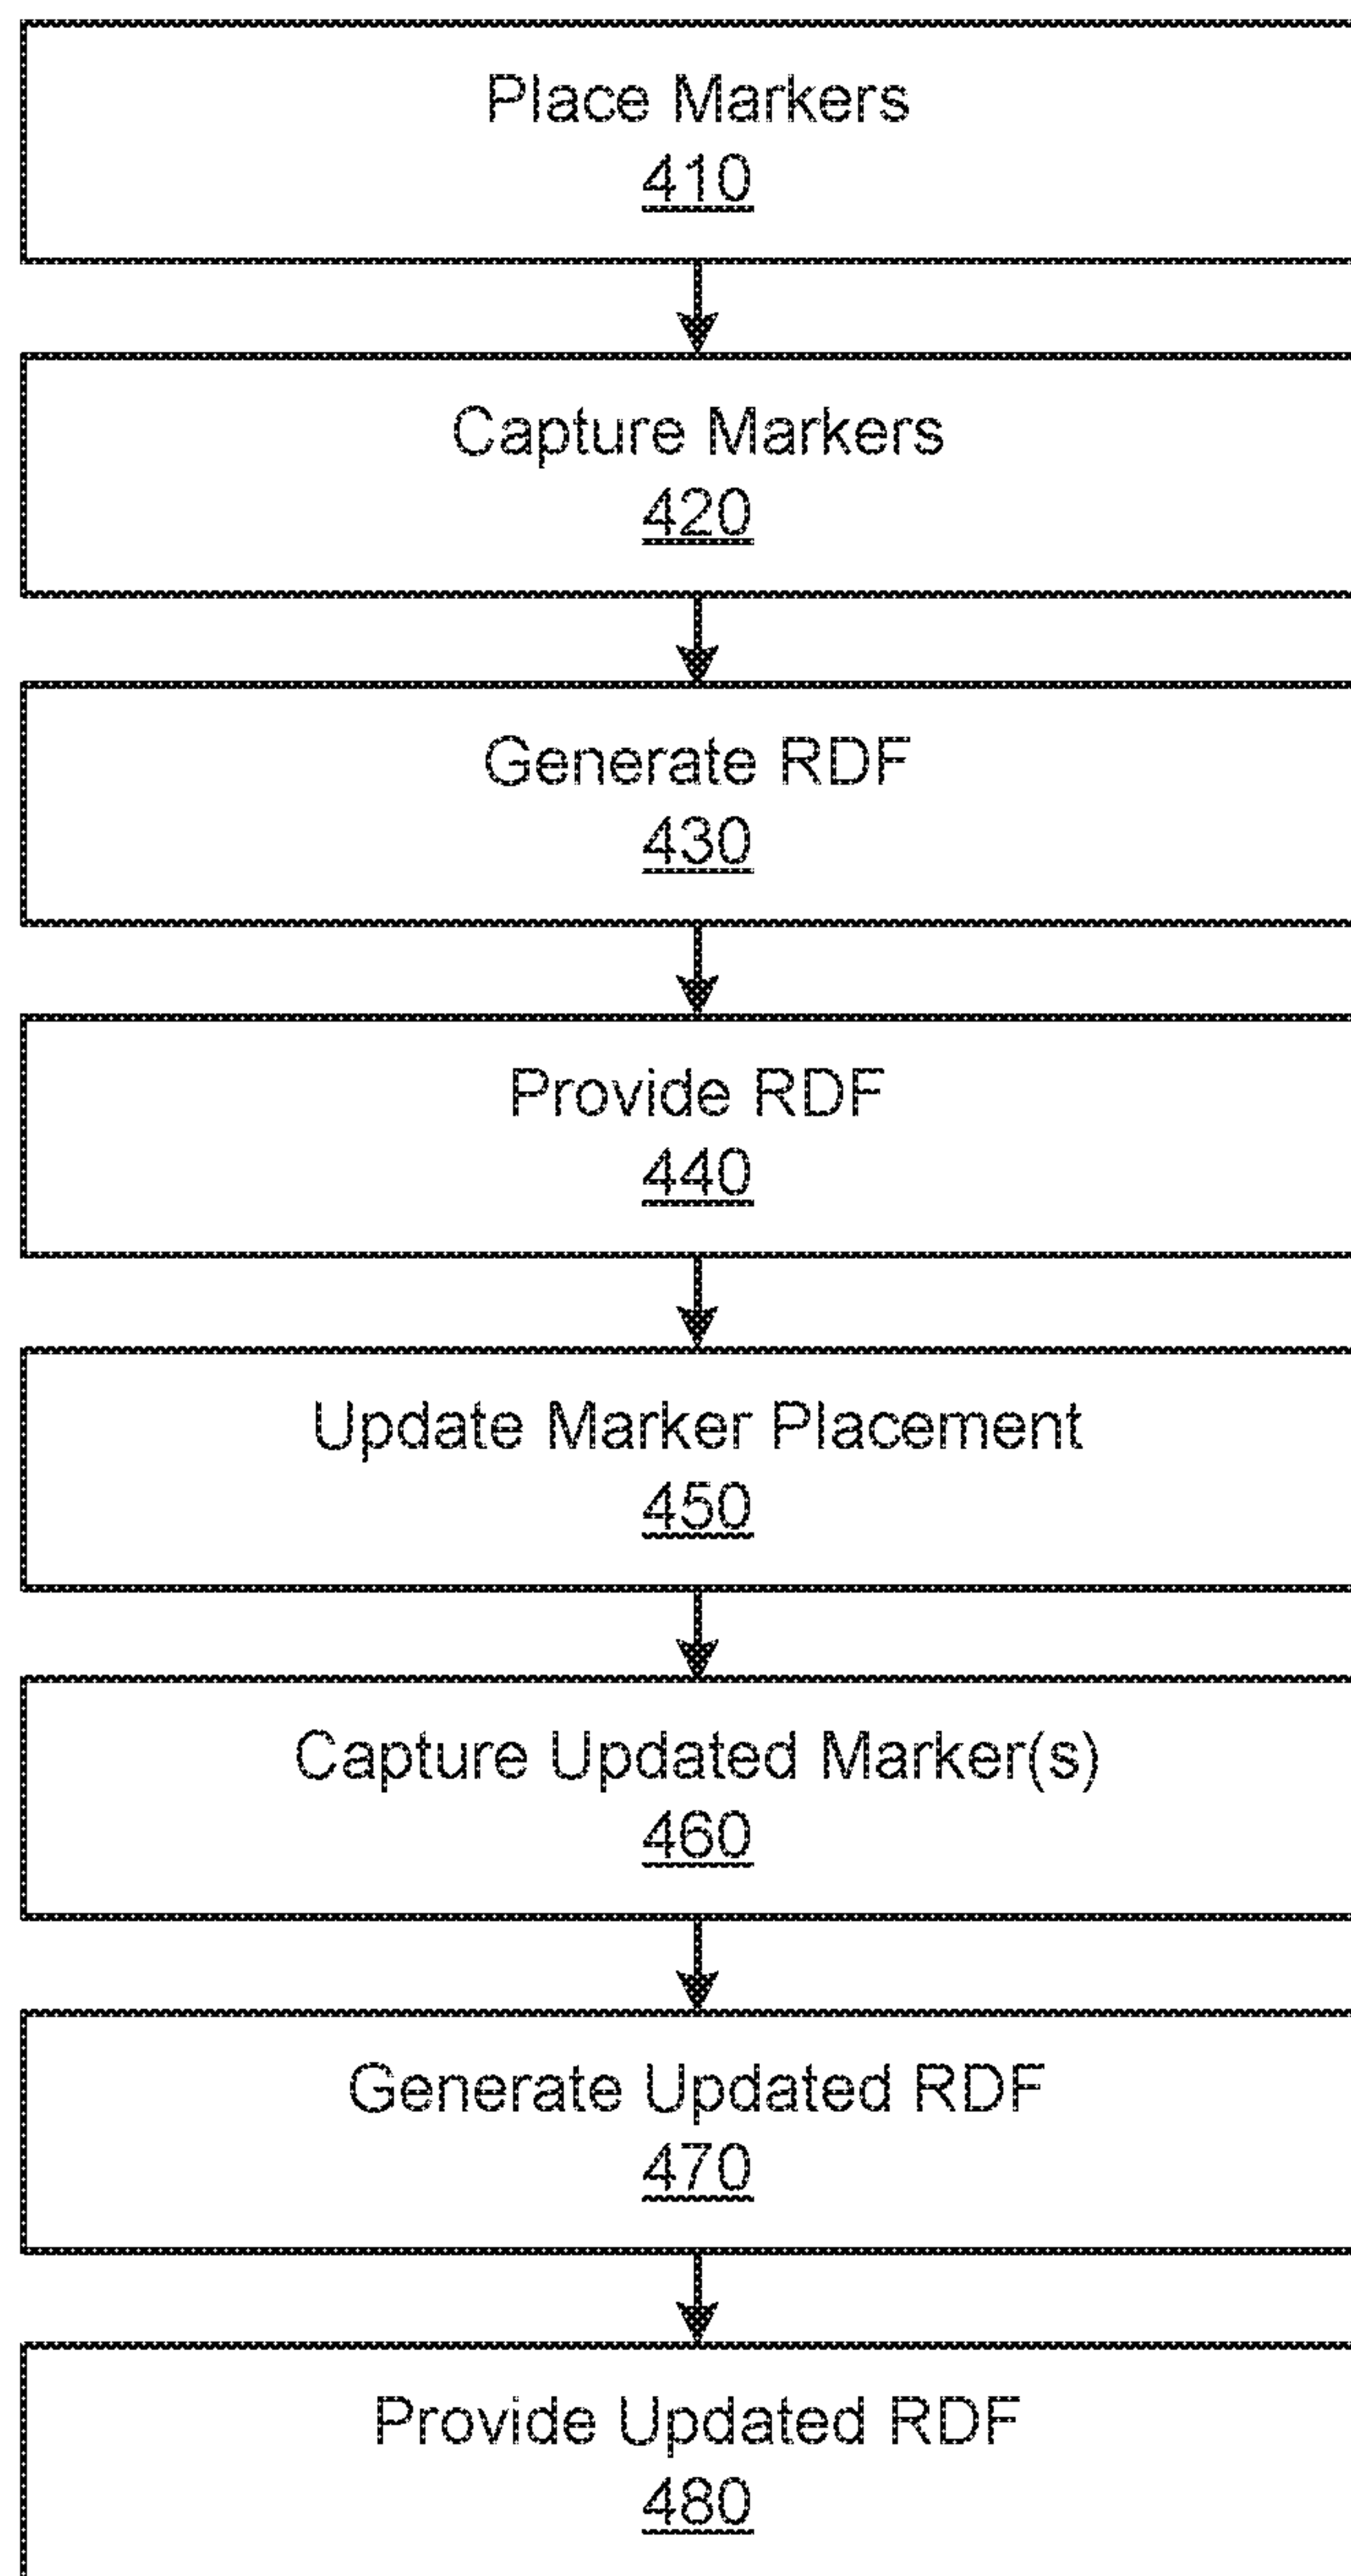 Place Markers
410
Capture Markers
420
Generate RDF
430
Provide RDF
440
Update Marker Placement
450
Capture Updated Marker(s)
460
Generate Updated RDF
470
Provide Updated RDF
480